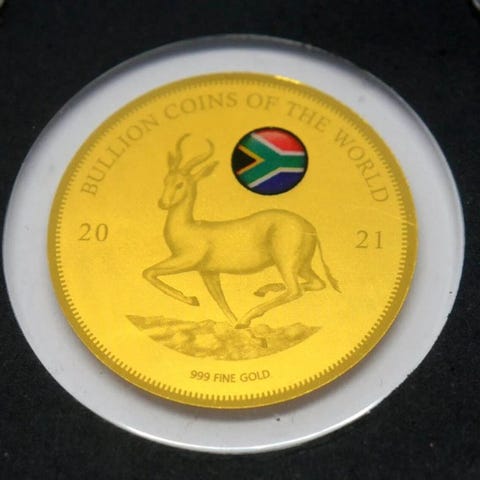 BULLION COINS OF THE WORLD
20 21
999 FINE GOLD